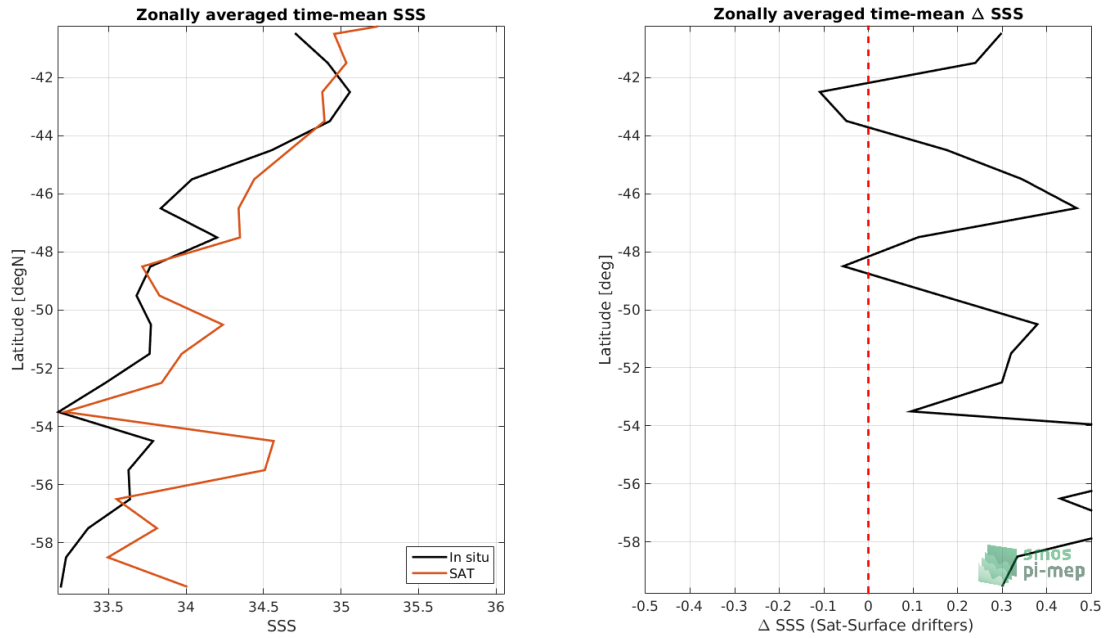 Zonally averaged time-mean SSS
-42
-44
-46
-48
-50
-52
-54
-56
-58
Latitude [degN]
33.5 34 34.5 35 35.5 36
SSS
In situ
SAT
Zonally averaged time-mean Δ SSS
-42
-44
-46
-48
-50
-52
-54
-56
-58
Latitude [deg]
-0.5 -0.4 -0.3 -0.2 -0.1 0 0.1 0.2 0.3 0.4 0.5
Δ SSS (Sat-Surface drifters)
smos
pi-mep